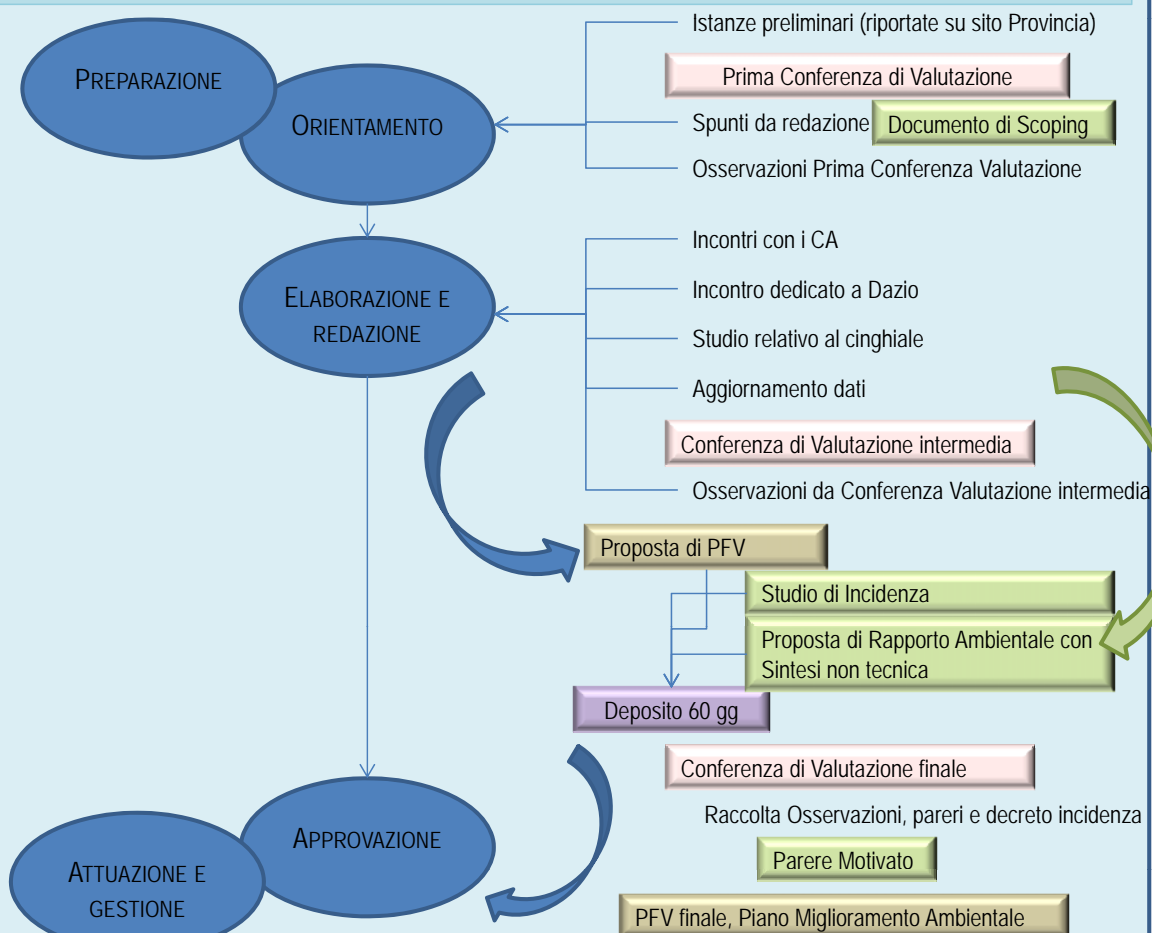 Istanze preliminari (riportate su sito Provincia)
PREPARAZIONE
Prima Conferenza di Valutazione
ORIENTAMENTO
Spunti da redazione
Documento di Scoping
Osservazioni Prima Conferenza Valutazione
Incontri con i CA
ELABORAZIONE E
REDAZIONE
Incontro dedicato a Dazio
Studio relativo al cinghiale
Aggiornamento dati
Conferenza di Valutazione intermedia
Osservazioni da Conferenza Valutazione intermedia
Proposta di PFV
Studio di Incidenza
Proposta di Rapporto Ambientale con
Sintesi non tecnica
Deposito 60 gg
Conferenza di Valutazione finale
Raccolta Osservazioni, pareri e decreto incidenza
APPROVAZIONE
Parere Motivato
ATTUAZIONE E
GESTIONE
PFV finale, Piano Miglioramento Ambientale